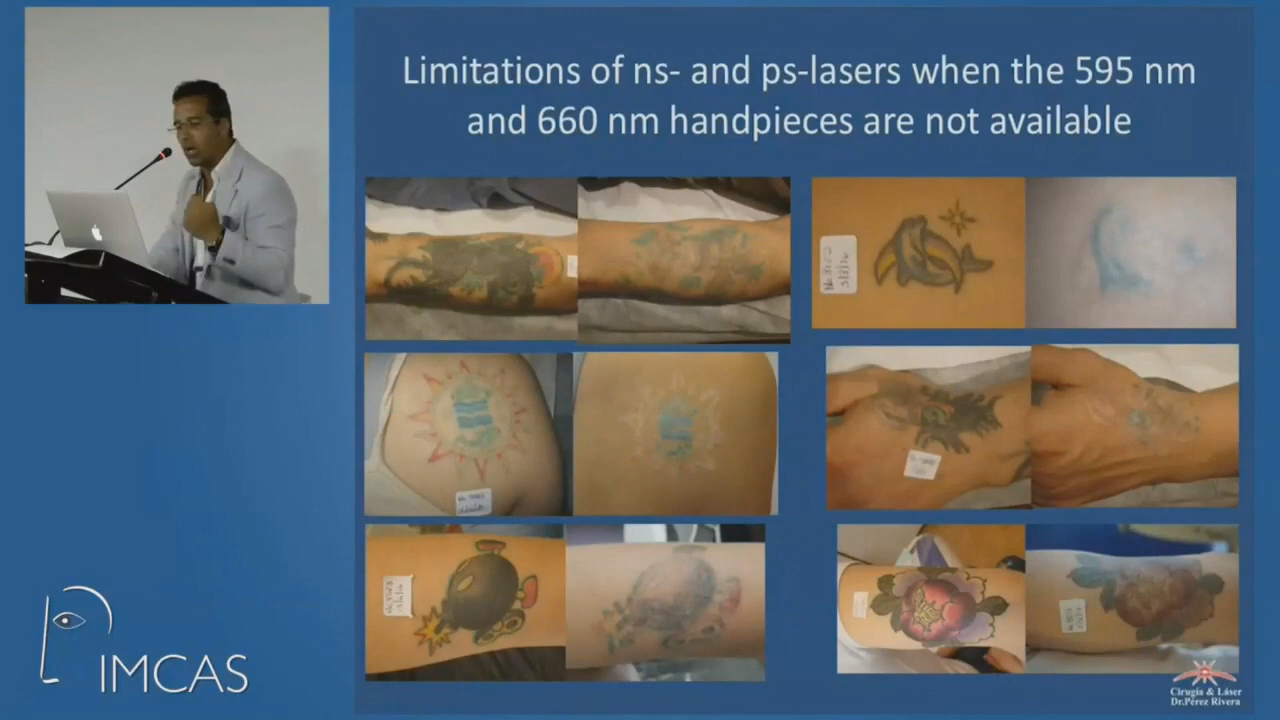 Limitations of ns- and ps-lasers when the 595 nm
and 660 nm handpieces are not available
IMCAS
Cirugía & Láser
Dr.Pérez Rivera